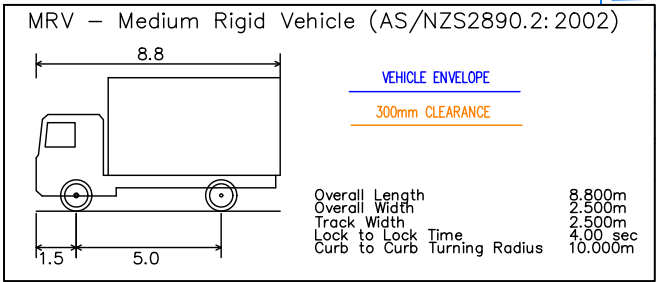 MRV – Medium Rigid Vehicle (AS/NZS2890.2:2002)
8.8
VEHICLE ENVELOPE
300mm CLEARANCE
Overall Length 8.800m
Overall Width 2.500m
Track Width 2.500m
Lock to Lock Time 4.00 sec
Curb to Curb Turning Radius 10.000m
1.5 5.0